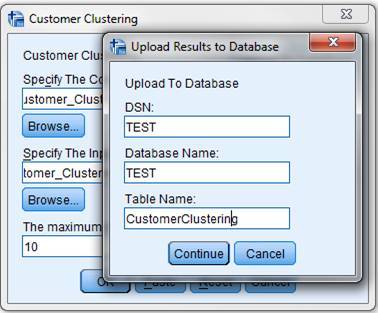 Customer Clustering
Customer Clus
Specify The Co
ustomer_Clust
Browse...
Specify The Inp
tomer_Clustere
Browse...
The maximum
10
OK Paste Reset Cancel
Upload Results to Database
Upload To Database
DSN:
TEST
Database Name:
TEST
Table Name:
CustomerClustering
Continue Cancel